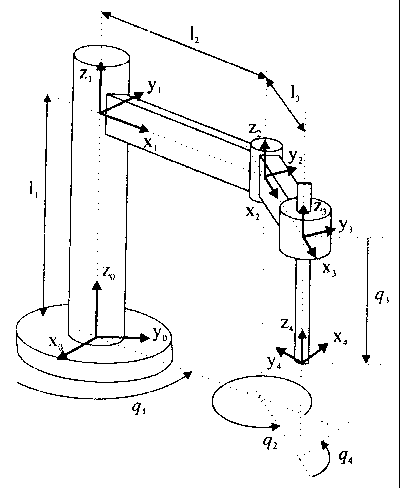 l₂
l₃
z₁
y₁
x₁
z₂
y₂
x₂
l₁
z₃
y₃
x₃
q₃
z₀
x₀
y₀
z₄
x₄
y₄
q₁
q₂
q₄